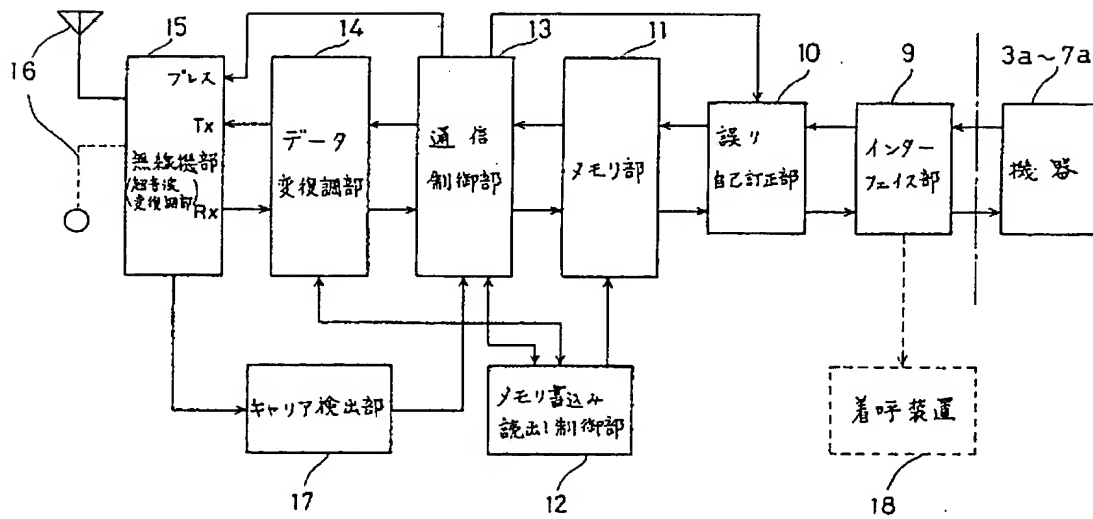 16
15
14
13
11
10
9
3a～7a
プレス
Tx
無線機部
(超音波
変復調部)
Rx
データ
変復調部
通信
制御部
メモリ部
誤り
自己訂正部
インター
フェイス部
機器
キャリア検出部
メモリ書込み
読出し制御部
着呼装置
17
12
18